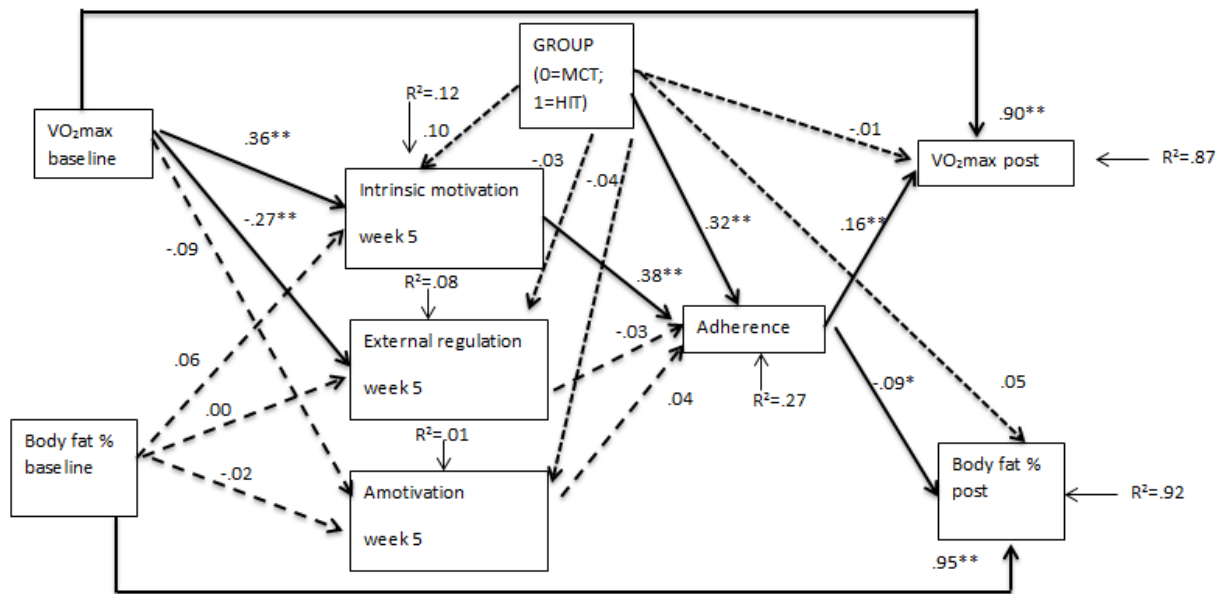 GROUP
(0=MCT;
1=HIT)
R²=.12
VO₂max
baseline
.36**
.10
-.01
.90**
VO₂max post
R²=.87
-.03
-.04
Intrinsic motivation
week 5
-.27**
-.09
.32**
.16**
.38**
R²=.08
External regulation
week 5
Adherence
-.03
.06
.00
.04
R²=.27
-.09*
.05
R²=.01
Body fat %
baseline
-.02
Amotivation
week 5
Body fat %
post
R²=.92
.95**